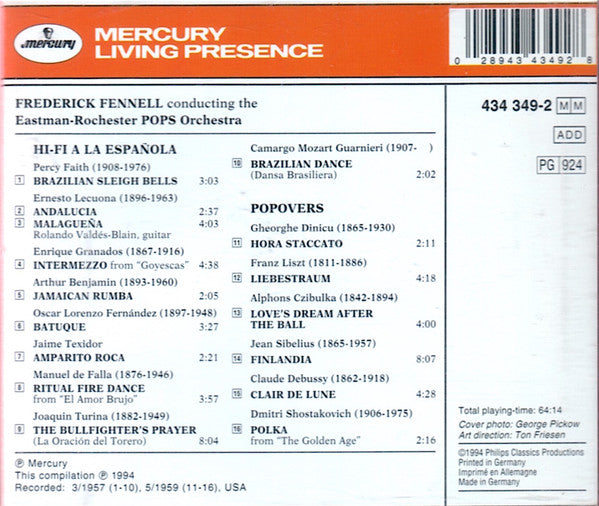 mercury
MERCURY
LIVING PRESENCE
0 28943 43492 8
FREDERICK FENNELL conducting the
Eastman-Rochester POPS Orchestra
434 349-2 MM
ADD
PG 924
HI-FI A LA ESPAÑOLA
Percy Faith (1908-1976)
1 BRAZILIAN SLEIGH BELLS 3:03
Ernesto Lecuona (1896-1963)
2 ANDALUCIA 2:37
3 MALAGUEÑA 4:03
Rolando Valdés-Blain, guitar
Enrique Granados (1867-1916)
4 INTERMEZZO from "Goyescas" 4:38
Arthur Benjamin (1893-1960)
5 JAMAICAN RUMBA 2:05
Oscar Lorenzo Fernández (1897-1948)
6 BATUQUE 3:27
Jaime Texidor
7 AMPARITO ROCA 2:21
Manuel de Falla (1876-1946)
8 RITUAL FIRE DANCE
from "El Amor Brujo" 3:57
Joaquin Turina (1882-1949)
9 THE BULLFIGHTER'S PRAYER
(La Oración del Torero) 8:04
Camargo Mozart Guarnieri (1907- )
10 BRAZILIAN DANCE
(Dansa Brasiliera) 2:02
POPOVERS
Gheorghe Dinicu (1865-1930)
11 HORA STACCATO 2:11
Franz Liszt (1811-1886)
12 LIEBESTRAUM 4:18
Alphons Czibulka (1842-1894)
13 LOVE'S DREAM AFTER
THE BALL 4:00
Jean Sibelius (1865-1957)
14 FINLANDIA 8:07
Claude Debussy (1862-1918)
15 CLAIR DE LUNE 4:28
Dmitri Shostakovich (1906-1975)
16 POLKA
from "The Golden Age" 2:16
Total playing-time: 64:14
Cover photo: George Pickow
Art direction: Ton Friesen
©1994 Philips Classics Productions
Printed in Germany
Imprimé en Allemagne
Made in Germany
℗ Mercury
This compilation ℗ 1994
Recorded: 3/1957 (1-10), 5/1959 (11-16), USA